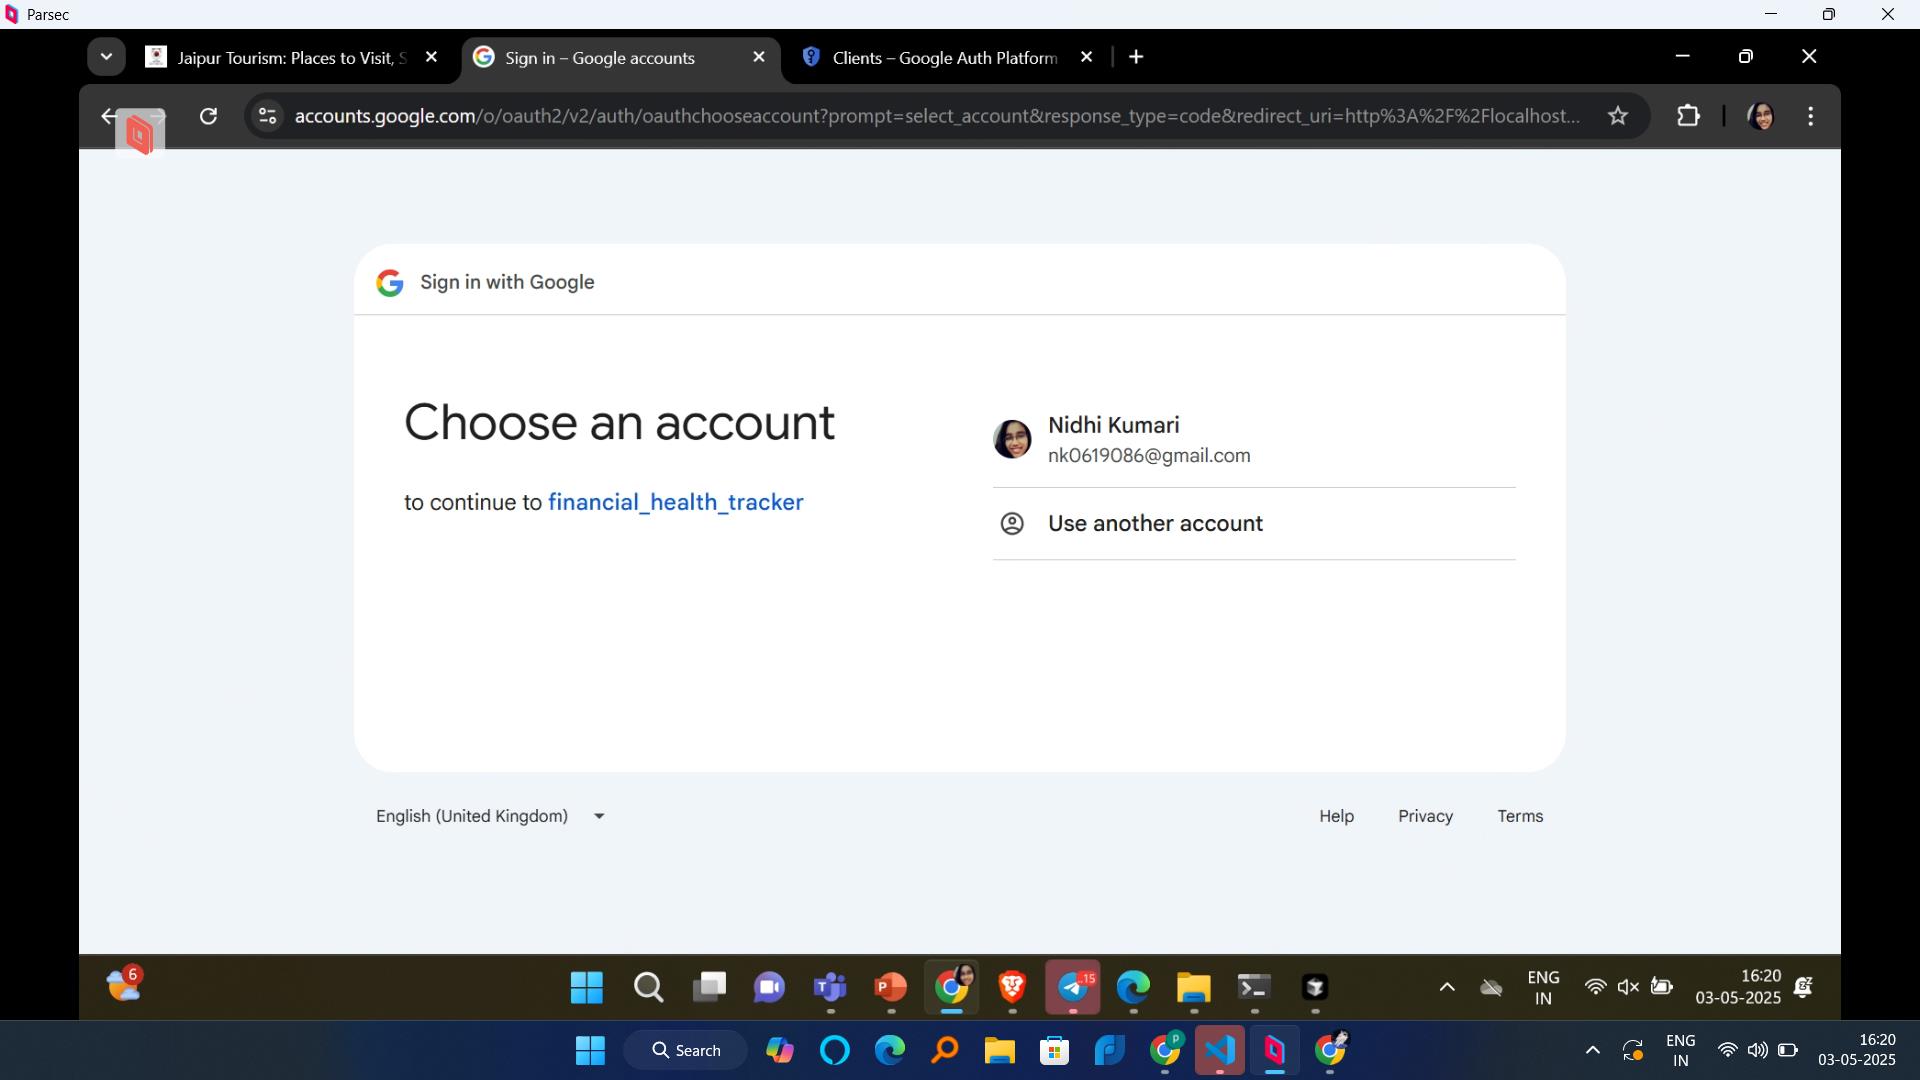 Parsec
Jaipur Tourism: Places to Visit, S
Sign in – Google accounts
Clients – Google Auth Platform
accounts.google.com/o/oauth2/v2/auth/oauthchooseaccount?prompt=select_account&response_type=code&redirect_uri=http%3A%2F%2Flocalhost...
Sign in with Google
Choose an account
to continue to financial_health_tracker
Nidhi Kumari
nk0619086@gmail.com
Use another account
English (United Kingdom)
Help
Privacy
Terms
6
15
ENG
IN
16:20
03-05-2025
Search
P
ENG
IN
16:20
03-05-2025